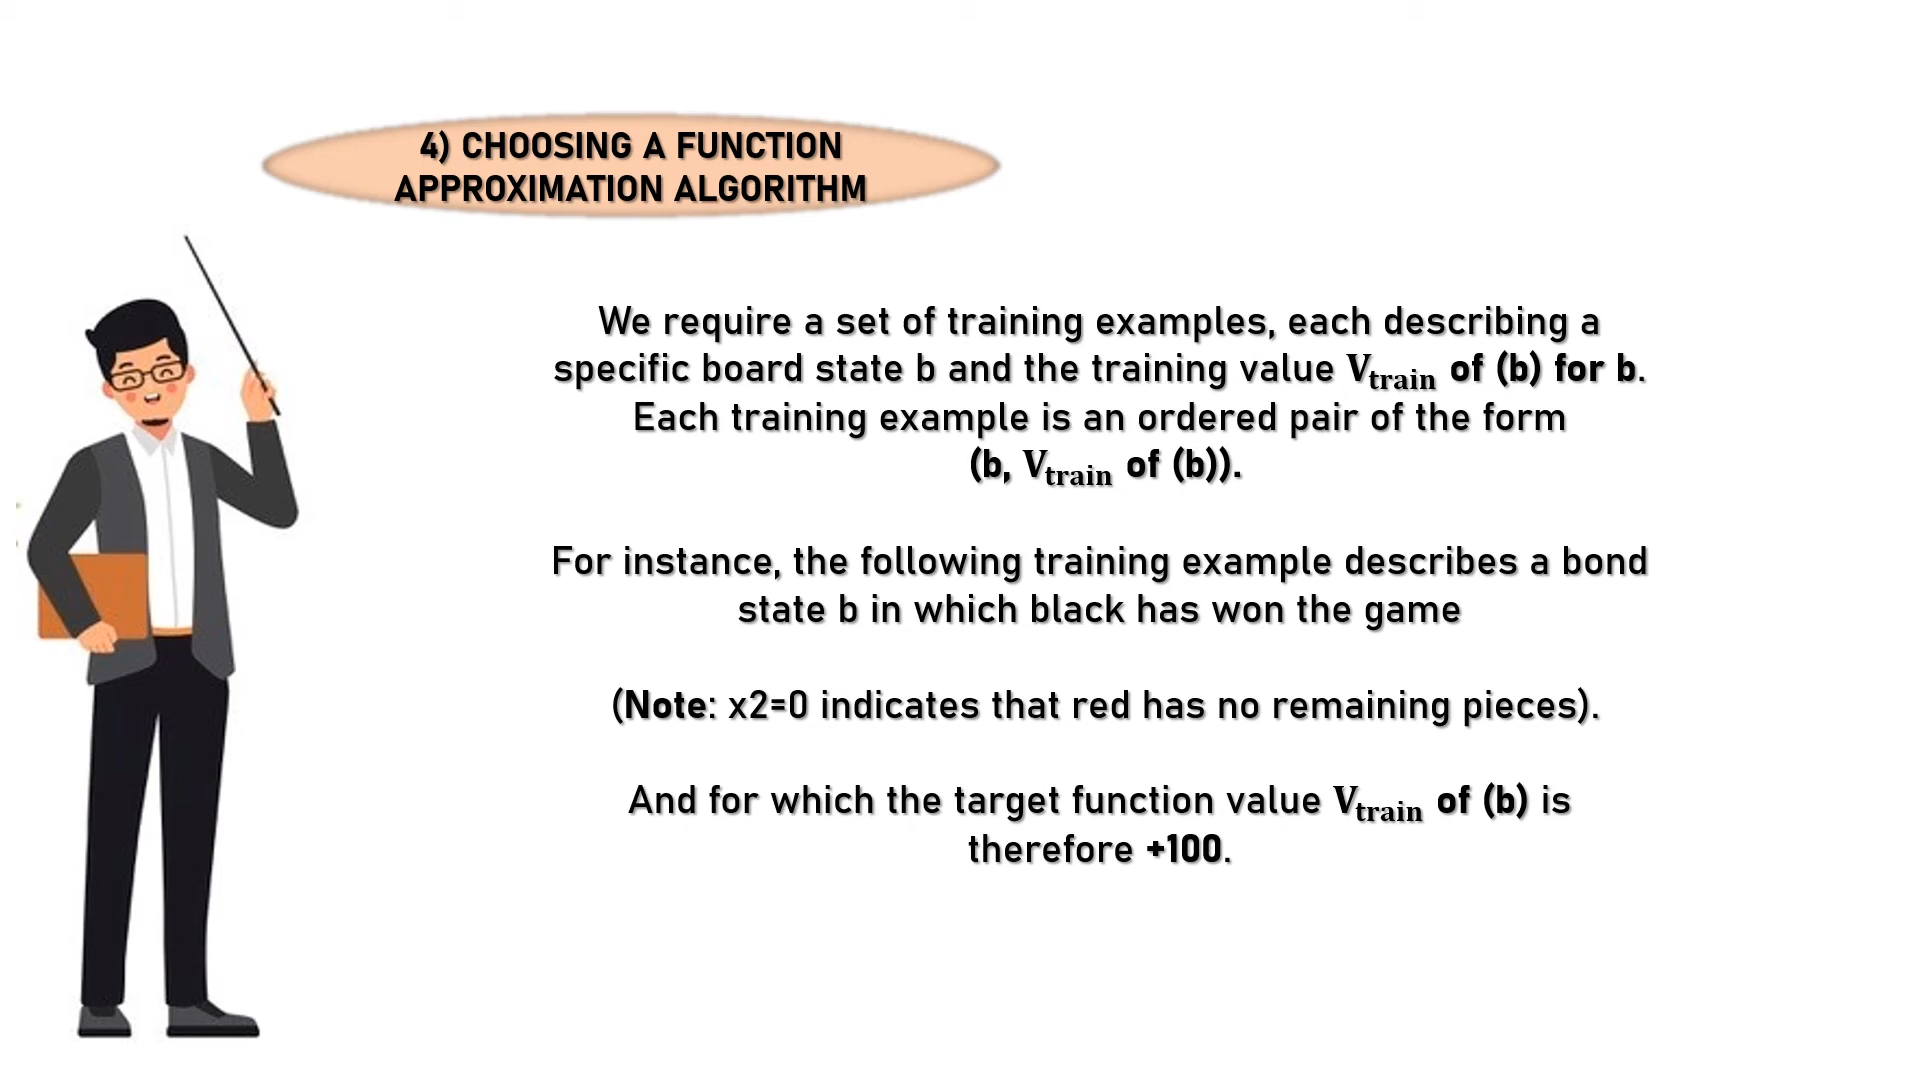 4) CHOOSING A FUNCTION
APPROXIMATION ALGORITHM
We require a set of training examples, each describing a
specific board state b and the training value V_train of (b) for b.
Each training example is an ordered pair of the form
(b, V_train of (b)).
For instance, the following training example describes a bond
state b in which black has won the game
(Note: x2=0 indicates that red has no remaining pieces).
And for which the target function value V_train of (b) is
therefore +100.